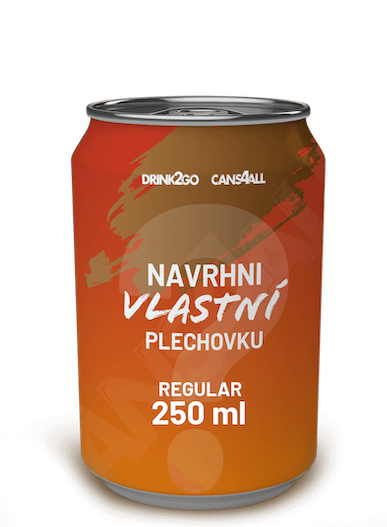 DRINK2GO CANS4ALL
NAVRHNI
VLASTNÍ
PLECHOVKU
REGULAR
250 ml